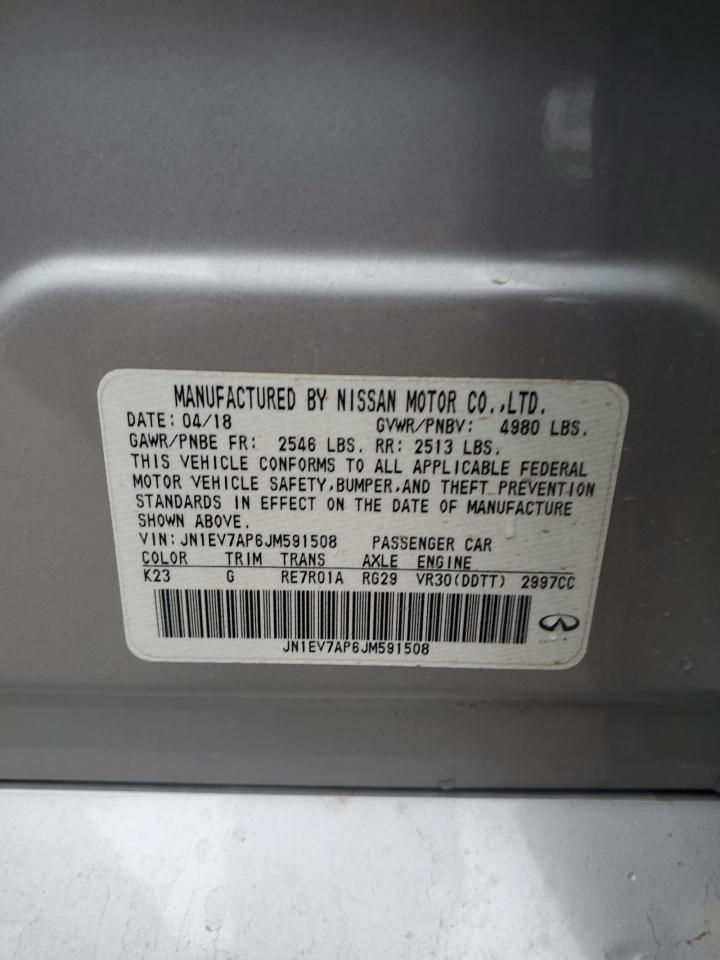 MANUFACTURED BY NISSAN MOTOR CO.,LTD.
DATE: 04/18 GVWR/PNBV: 4980 LBS.
GAWR/PNBE FR: 2546 LBS. RR: 2513 LBS.
THIS VEHICLE CONFORMS TO ALL APPLICABLE FEDERAL
MOTOR VEHICLE SAFETY,BUMPER,AND THEFT PREVENTION
STANDARDS IN EFFECT ON THE DATE OF MANUFACTURE
SHOWN ABOVE.
VIN: JN1EV7AP6JM591508 PASSENGER CAR
COLOR TRIM TRANS AXLE ENGINE
K23 G RE7R01A RG29 VR30(DDTT) 2997CC
JN1EV7AP6JM591508